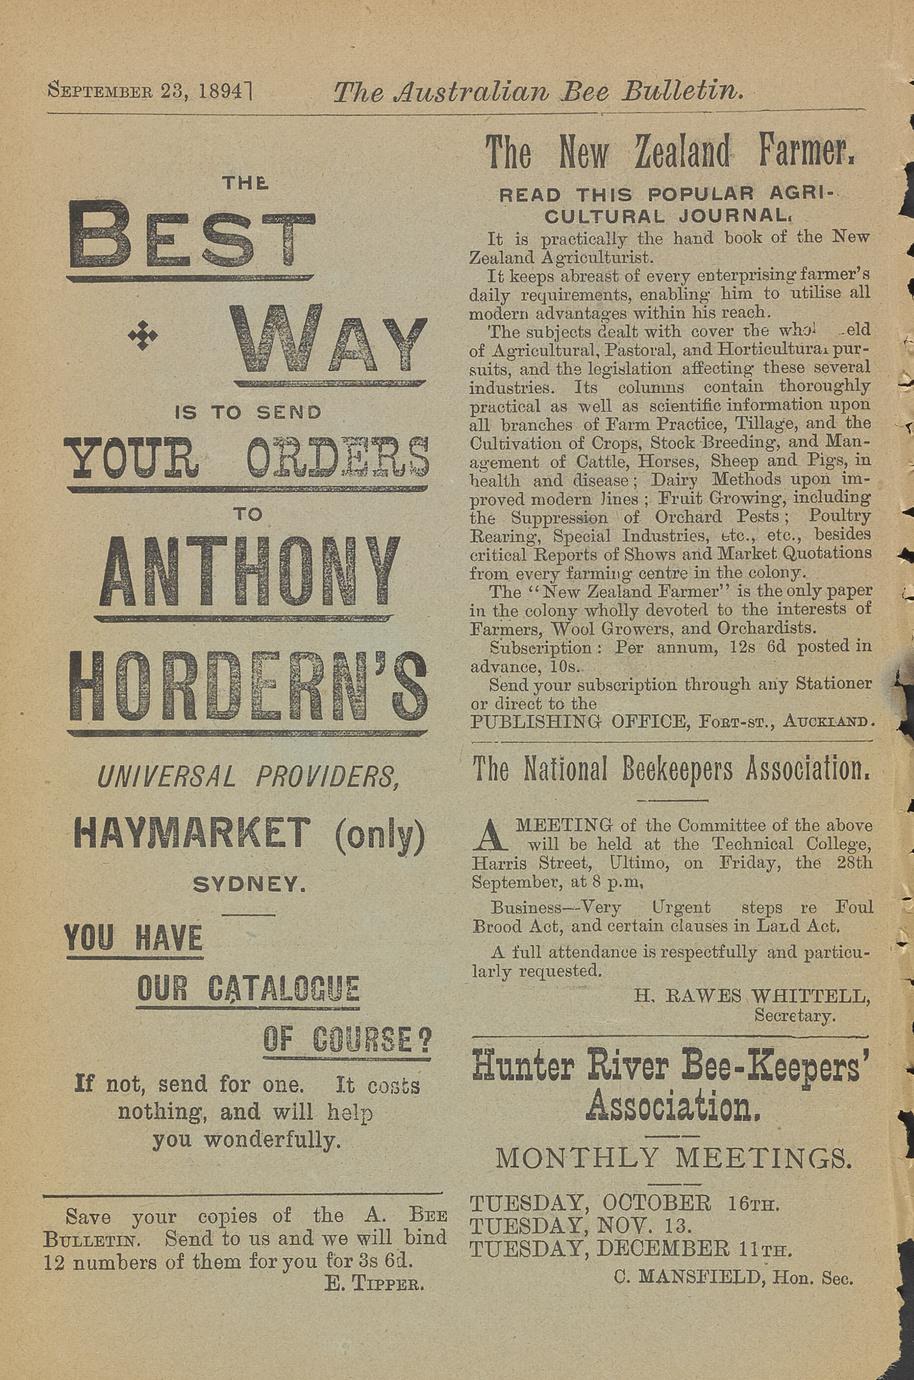 SEPTEMBER 23, 1894] The Australian Bee Bulletin.
THE
BEST
WAY
IS TO SEND
YOUR ORDERS
TO
ANTHONY
HORDERN'S
UNIVERSAL PROVIDERS,
HAYMARKET (only)
SYDNEY.
YOU HAVE
OUR CATALOGUE
OF COURSE?
If not, send for one. It costs
nothing, and will help
you wonderfully.
Save your copies of the A. BEE
BULLETIN. Send to us and we will bind
12 numbers of them for you for 3s 6d.
E. TIPPER.
The New Zealand Farmer.
READ THIS POPULAR AGRI-
CULTURAL JOURNAL.
It is practically the hand book of the New
Zealand Agriculturist.
It keeps abreast of every enterprising farmer's
daily requirements, enabling him to utilise all
modern advantages within his reach.
The subjects dealt with cover the
of Agricultural, Pastoral, and Horticultural pur-
suits, and the legislation affecting these several
industries. Its columns contain thoroughly
practical as well as scientific information upon
all branches of Farm Practice, Tillage, and the
Cultivation of Crops, Stock Breeding, and Man-
agement of Cattle, Horses, Sheep and Pigs, in
health and disease; Dairy Methods upon im-
proved modern lines; Fruit Growing, including
the Suppression of Orchard Pests; Poultry
Rearing, Special Industries, etc., etc., besides
critical Reports of Shows and Market Quotations
from every farming centre in the colony.
The "New Zealand Farmer" is the only paper
in the colony wholly devoted to the interests of
Farmers, Wool Growers, and Orchardists.
Subscription: Per annum, 12s 6d posted in
advance, 10s.
Send your subscription through any Stationer
or direct to the
PUBLISHING OFFICE, FORT-ST., AUCKLAND.
The National Beekeepers Association.
A MEETING of the Committee of the above
will be held at the Technical College,
Harris Street, Ultimo, on Friday, the 28th
September, at 8 p.m,
Business—Very Urgent steps re Foul
Brood Act, and certain clauses in Land Act.
A full attendance is respectfully and particu-
larly requested.
H. RAWES WHITTELL,
Secretary.
Hunter River Bee-Keepers'
Association.
MONTHLY MEETINGS.
TUESDAY, OCTOBER 16TH.
TUESDAY, NOV. 13.
TUESDAY, DECEMBER 11TH.
C. MANSFIELD, Hon. Sec.